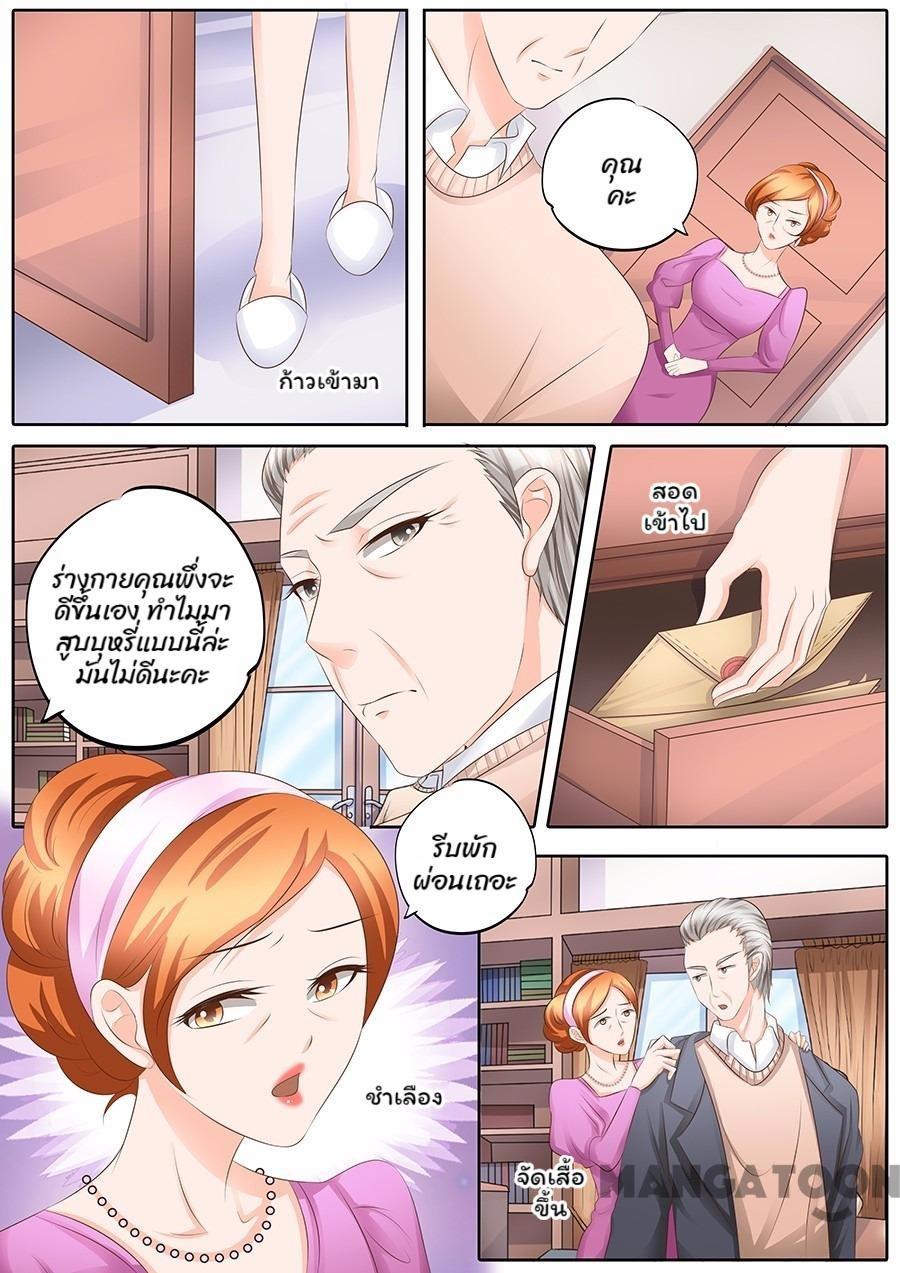 ก้าวเข้ามา
คุณ
คะ
ร่างกายคุณพึ่งจะ
ดีขึ้นเอง ทำไมมา
สูบบุหรี่แบบนี้ล่ะ
มันไม่ดีนะคะ
สอด
เข้าไป
รีบพัก
ผ่อนเถอะ
ชำเลือง
จัดเสื้อ
ขึ้น
MANGATOON